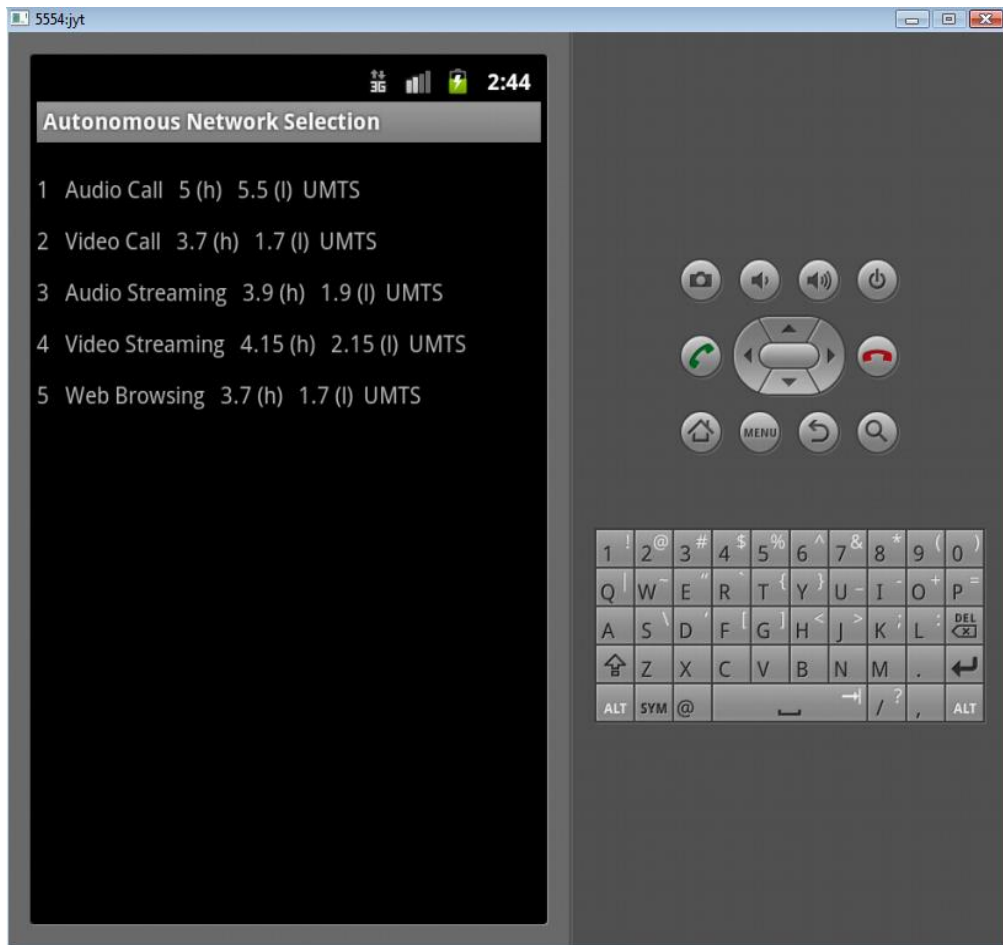 5554:jyt
3G 2:44
Autonomous Network Selection
1 Audio Call 5 (h) 5.5 (l) UMTS
2 Video Call 3.7 (h) 1.7 (l) UMTS
3 Audio Streaming 3.9 (h) 1.9 (l) UMTS
4 Video Streaming 4.15 (h) 2.15 (l) UMTS
5 Web Browsing 3.7 (h) 1.7 (l) UMTS
MENU
1 ! 2 @ 3 # 4 $ 5 % 6 ^ 7 & 8 * 9 ( 0 )
Q | W ~ E " R ` T { Y } U _ I - O + P =
A S \ D ' F [ G ] H < J > K ; L : DEL
Z X C V B N M .
ALT SYM @ / ? , ALT